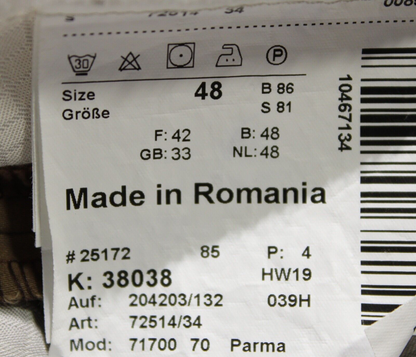 30 P
Size 48 B 86
Größe S 81
F: 42 B: 48
GB: 33 NL: 48
10467134
Made in Romania
# 25172 85 P: 4
K: 38038 HW19
Auf: 204203/132 039H
Art: 72514/34
Mod: 71700 70 Parma